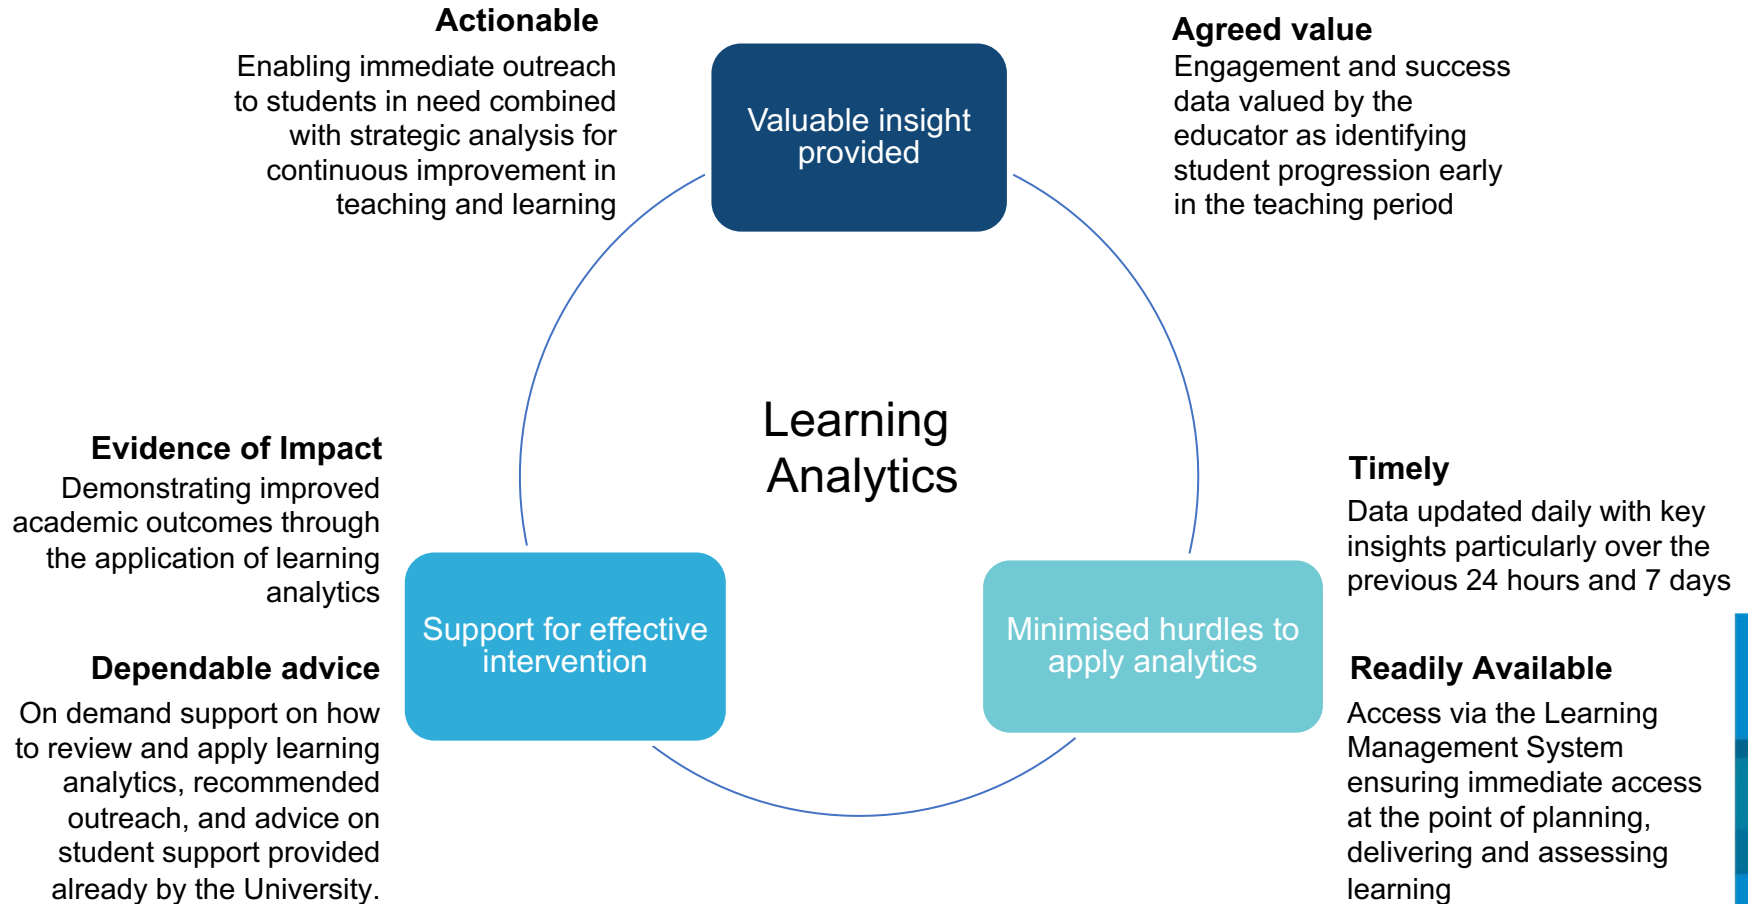 Actionable
Enabling immediate outreach
to students in need combined
with strategic analysis for
continuous improvement in
teaching and learning
Valuable insight
provided
Agreed value
Engagement and success
data valued by the
educator as identifying
student progression early
in the teaching period
Learning
Analytics
Evidence of Impact
Demonstrating improved
academic outcomes through
the application of learning
analytics
Dependable advice
On demand support on how
to review and apply learning
analytics, recommended
outreach, and advice on
student support provided
already by the University.
Support for effective
intervention
Minimised hurdles to
apply analytics
Timely
Data updated daily with key
insights particularly over the
previous 24 hours and 7 days
Readily Available
Access via the Learning
Management System
ensuring immediate access
at the point of planning,
delivering and assessing
learning